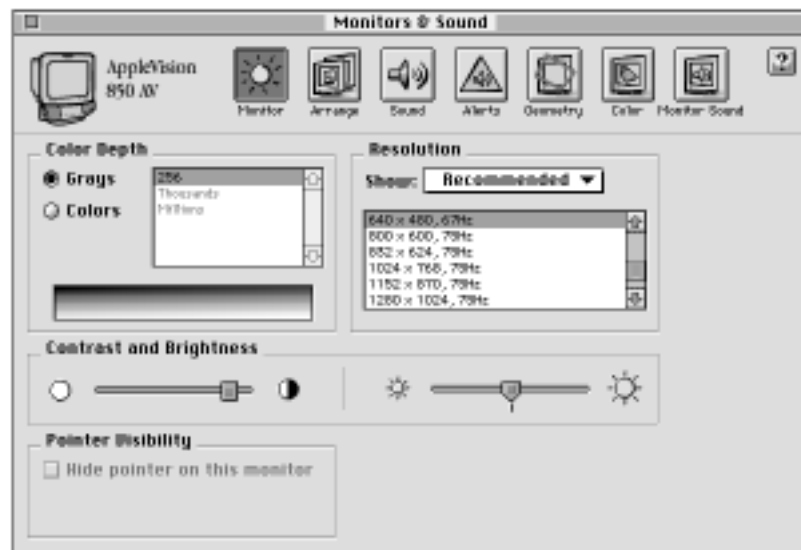 Monitors & Sound
AppleVision
850 AV
Monitor
Arrange
Sound
Alerts
Geometry
Color
Monitor Sound
?
Color Depth
Grays
Colors
256
Thousands
Millions
Resolution
Show: Recommended
640 x 480, 67Hz
800 x 600, 75Hz
832 x 624, 75Hz
1024 x 768, 75Hz
1152 x 870, 75Hz
1280 x 1024, 75Hz
Contrast and Brightness
Pointer Visibility
Hide pointer on this monitor